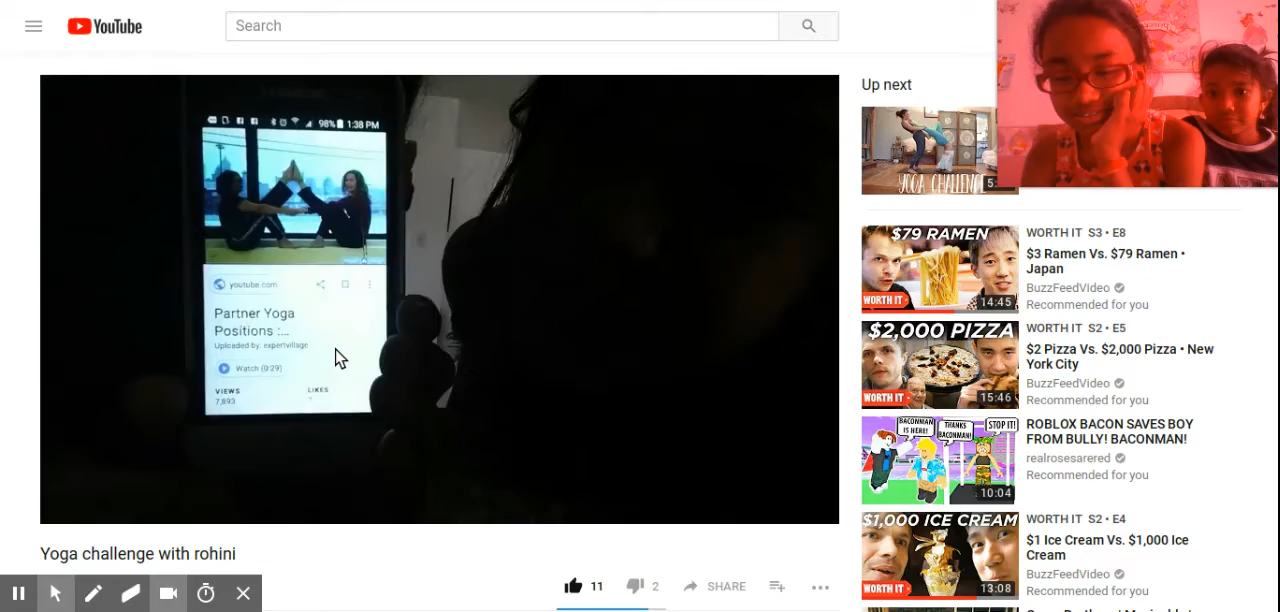 YouTube
Search
98% 1:38 PM
youtube.com
Partner Yoga
Positions :...
Uploaded by: expertvillage
Watch (0:29)
VIEWS LIKES
7,893
Yoga challenge with rohini
11 2 SHARE
Up next
YOGA CHALLENGE
$79 RAMEN
WORTH IT
14:45
WORTH IT S3 • E8
$3 Ramen Vs. $79 Ramen •
Japan
BuzzFeedVideo
Recommended for you
$2,000 PIZZA
WORTH IT
15:46
WORTH IT S2 • E5
$2 Pizza Vs. $2,000 Pizza • New
York City
BuzzFeedVideo
Recommended for you
BACONMAN
IS HERE!
THANKS
BACONMAN!
STOP IT!
10:04
ROBLOX BACON SAVES BOY
FROM BULLY! BACONMAN!
realrosesarered
Recommended for you
$1,000 ICE CREAM
WORTH IT
13:08
WORTH IT S2 • E4
$1 Ice Cream Vs. $1,000 Ice
Cream
BuzzFeedVideo
Recommended for you